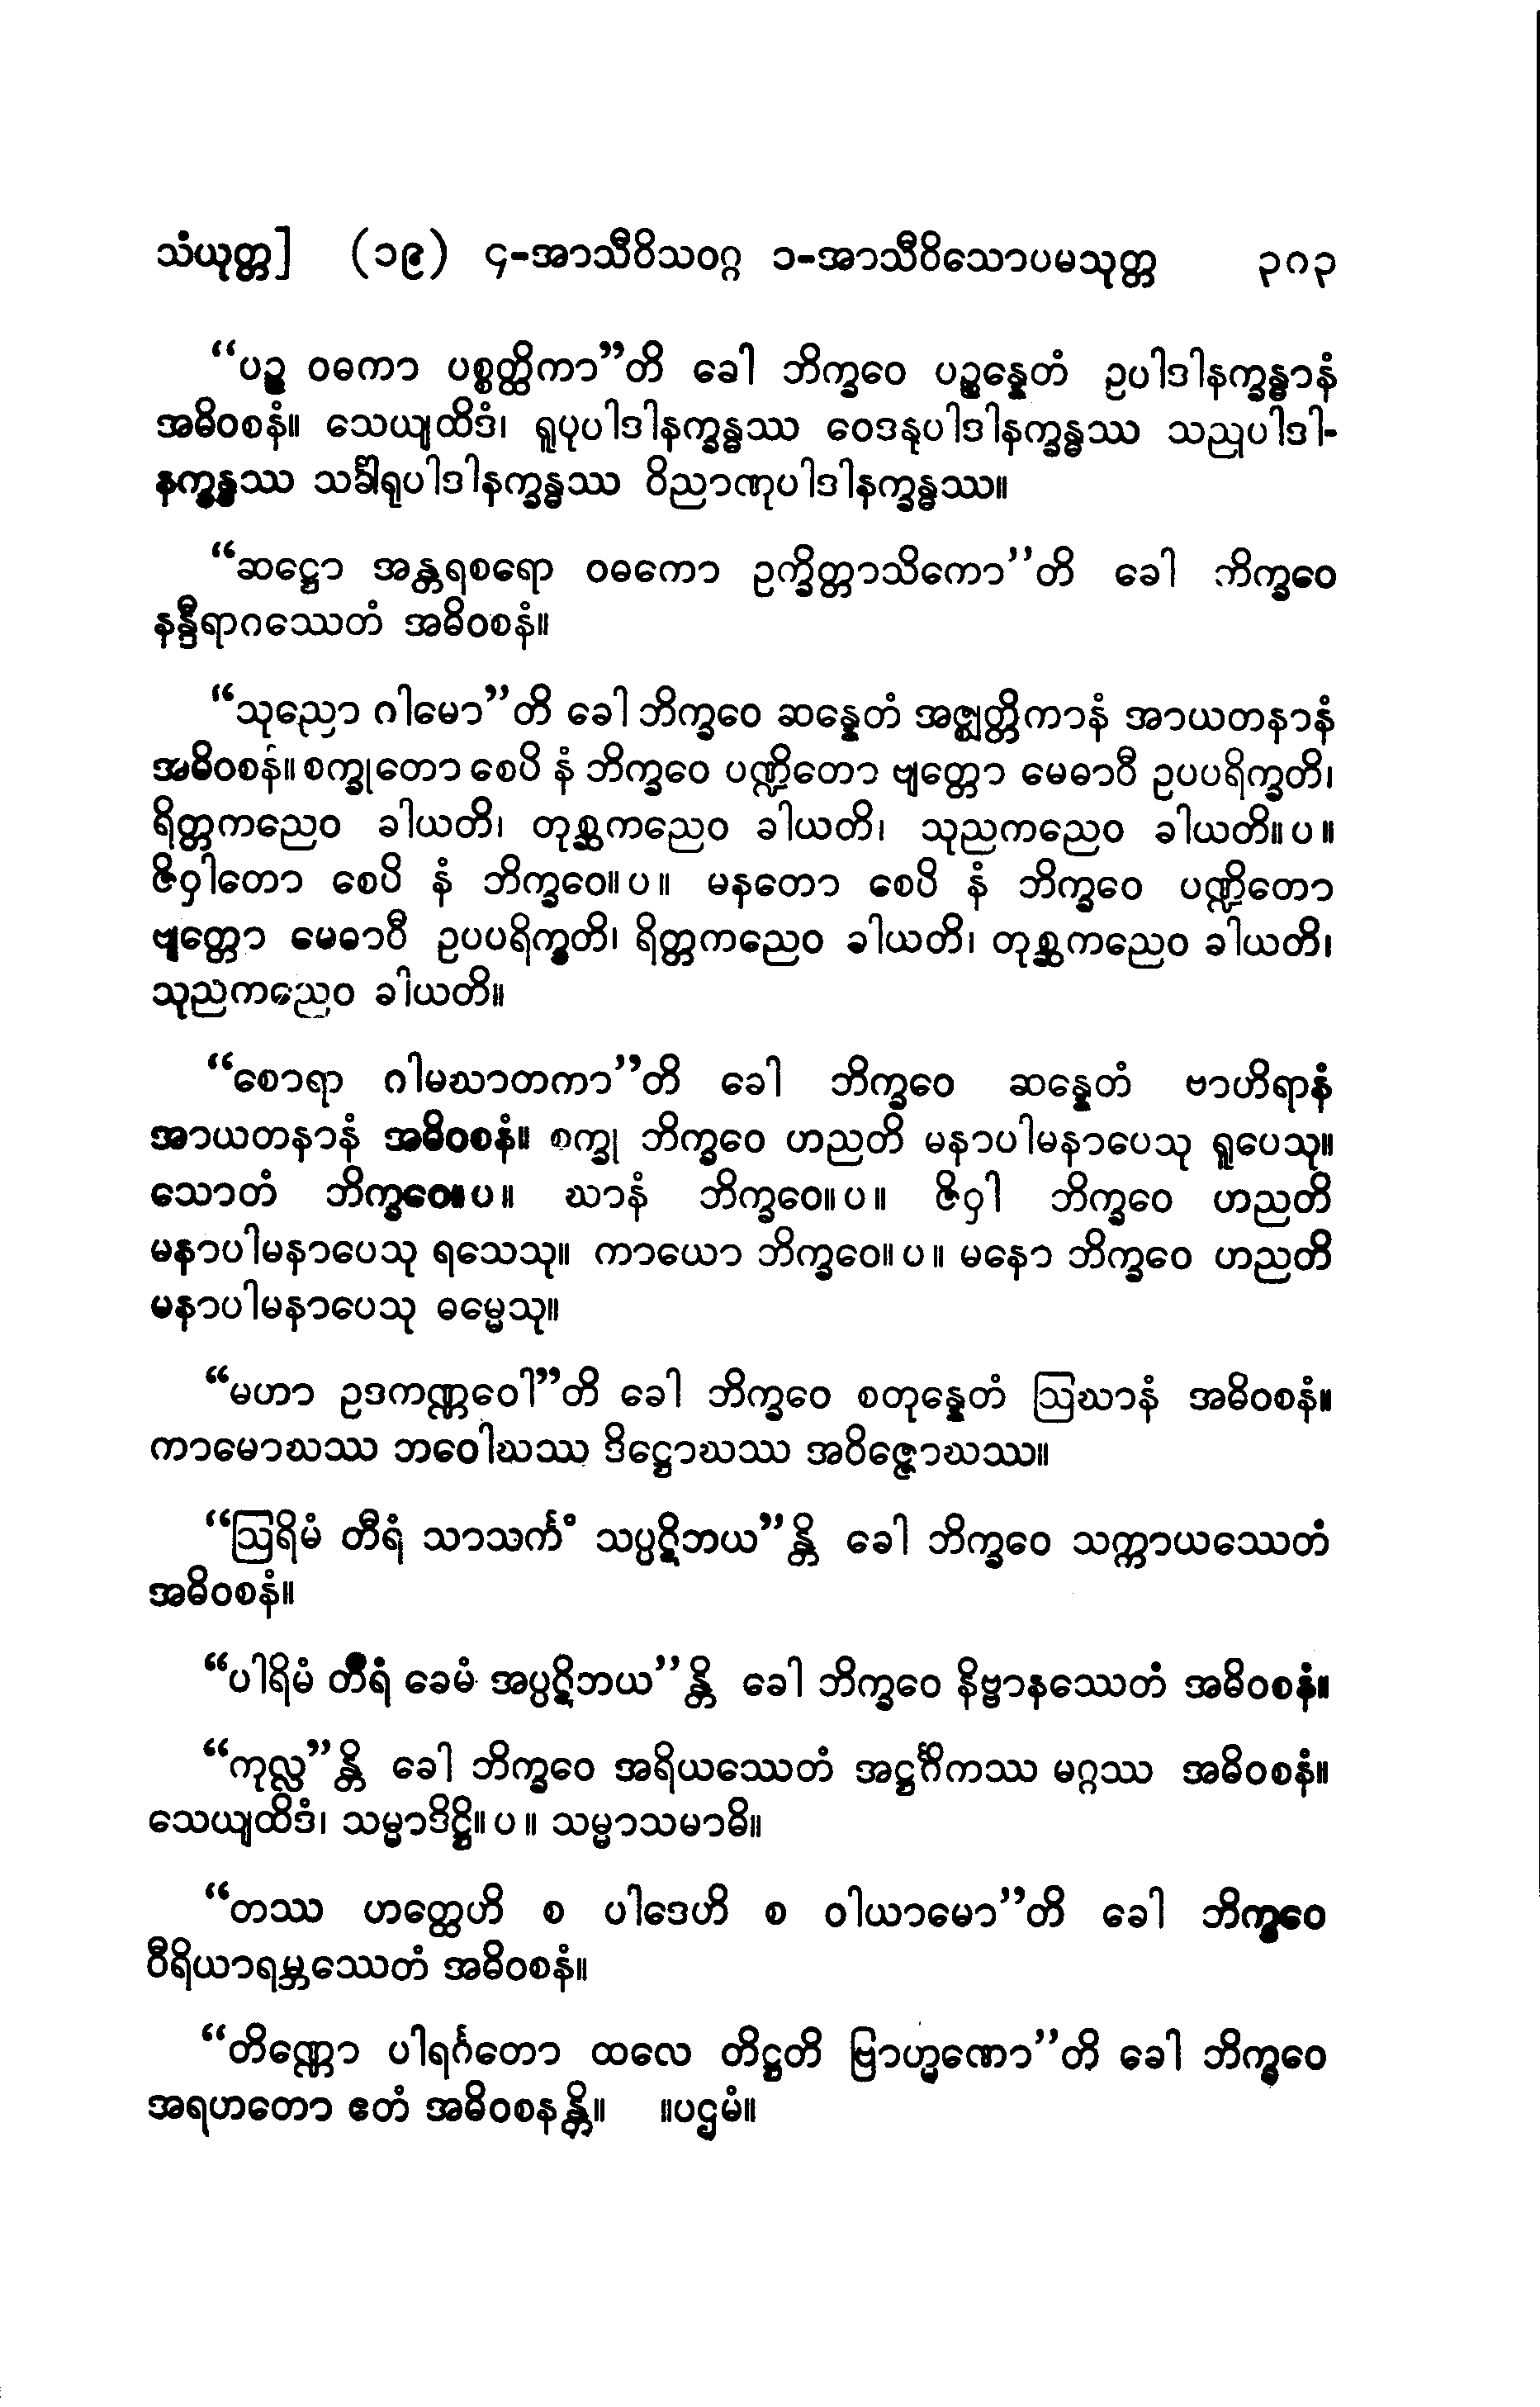 သံယုတ္တ] (၁၉) ၄-အာသီဝိသဝဂ္ဂ ၁-အာသီဝိသောပမသုတ္တ ၃၈၃
“ပဉ္စ ဝဓကာ ပစ္စတ္ထိကာ”တိ ခေါ ဘိက္ခဝေ ပဉ္စန္နေတံ ဥပါဒါနက္ခန္ဓာနံ
အဓိဝစနံ။ သေယျထိဒံ၊ ရူပုပါဒါနက္ခန္ဓဿ ဝေဒနုပါဒါနက္ခန္ဓဿ သညုပါဒါ-
နက္ခန္ဓဿ သင်္ခါရုပါဒါနက္ခန္ဓဿ ဝိညာဏုပါဒါနက္ခန္ဓဿ။
“ဆဋ္ဌော အန္တရစရော ဝဓကော ဥက္ခိတ္တာသိကော”တိ ခေါ ဘိက္ခဝေ
နန္ဒီရာဂဿေတံ အဓိဝစနံ။
“သုညော ဂါမော”တိ ခေါ ဘိက္ခဝေ ဆန္နေတံ အဇ္ဈတ္တိကာနံ အာယတနာနံ
အဓိဝစနံ။ စက္ခုတော စေပိ နံ ဘိက္ခဝေ ပဏ္ဍိတော ဗျတ္တော မေဓာဝီ ဥပပရိက္ခတိ၊
ရိတ္တကညေဝ ခါယတိ၊ တုစ္ဆကညေဝ ခါယတိ၊ သုညကညေဝ ခါယတိ။ ပ ။
ဇိဝှါတော စေပိ နံ ဘိက္ခဝေ။ ပ ။ မနတော စေပိ နံ ဘိက္ခဝေ ပဏ္ဍိတော
ဗျတ္တော မေဓာဝီ ဥပပရိက္ခတိ၊ ရိတ္တကညေဝ ခါယတိ၊ တုစ္ဆကညေဝ ခါယတိ၊
သုညကညေဝ ခါယတိ။
“စောရာ ဂါမဃာတကာ”တိ ခေါ ဘိက္ခဝေ ဆန္နေတံ ဗာဟိရာနံ
အာယတနာနံ အဓိဝစနံ။ စက္ခု ဘိက္ခဝေ ဟညတိ မနာပါမနာပေသု ရူပေသု။
သောတံ ဘိက္ခဝေ။ ပ ။ ဃာနံ ဘိက္ခဝေ။ ပ ။ ဇိဝှါ ဘိက္ခဝေ ဟညတိ
မနာပါမနာပေသု ရသေသု။ ကာယော ဘိက္ခဝေ။ ပ ။ မနော ဘိက္ခဝေ ဟညတိ
မနာပါမနာပေသု ဓမ္မေသု။
“မဟာ ဥဒကဏ္ဏဝေါ”တိ ခေါ ဘိက္ခဝေ စတုန္နေတံ ဩဃာနံ အဓိဝစနံ။
ကာမောဃဿ ဘဝေါဃဿ ဒိဋ္ဌောဃဿ အဝိဇ္ဇောဃဿ။
“ဩရိမံ တီရံ သာသင်္ကံ သပ္ပဋိဘယ”န္တိ ခေါ ဘိက္ခဝေ သက္ကာယဿေတံ
အဓိဝစနံ။
“ပါရိမံ တီရံ ခေမံ အပ္ပဋိဘယ”န္တိ ခေါ ဘိက္ခဝေ နိဗ္ဗာနဿေတံ အဓိဝစနံ။
“ကုလ္လ”န္တိ ခေါ ဘိက္ခဝေ အရိယဿေတံ အဋ္ဌင်္ဂိကဿ မဂ္ဂဿ အဓိဝစနံ။
သေယျထိဒံ၊ သမ္မာဒိဋ္ဌိ။ ပ ။ သမ္မာသမာဓိ။
“တဿ ဟတ္ထေဟိ စ ပါဒေဟိ စ ဝါယာမော”တိ ခေါ ဘိက္ခဝေ
ဝီရိယာရမ္ဘဿေတံ အဓိဝစနံ။
“တိဏ္ဏော ပါရင်္ဂတော ထလေ တိဋ္ဌတိ ဗြာဟ္မဏော”တိ ခေါ ဘိက္ခဝေ
အရဟတော ဧတံ အဓိဝစနန္တိ။ ။ပဌမံ။